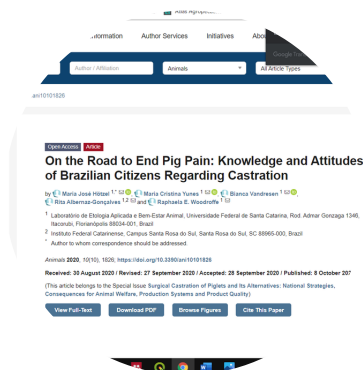 Information Author Services Initiatives
Author / Affiliation Animals All Article Types
ani10101826
Open Access Article
On the Road to End Pig Pain: Knowledge and Attitudes
of Brazilian Citizens Regarding Castration
by Maria José Hötzel 1,* , Maria Cristina Yunes 1 , Bianca Vandresen 1 ,
Rita Albernaz-Gonçalves 1,2 and Raphaela E. Woodroffe 1
1 Laboratório de Etologia Aplicada e Bem-Estar Animal, Universidade Federal de Santa Catarina, Rod. Admar Gonzaga 1346,
Itacorubi, Florianópolis 88034-001, Brazil
2 Instituto Federal Catarinense, Campus Santa Rosa do Sul, Santa Rosa do Sul, SC 88965-000, Brazil
* Author to whom correspondence should be addressed.
Animals 2020, 10(10), 1826; https://doi.org/10.3390/ani10101826
Received: 30 August 2020 / Revised: 27 September 2020 / Accepted: 28 September 2020 / Published: 8 October
(This article belongs to the Special Issue Surgical Castration of Piglets and Its Alternatives: National Strategies,
Consequences for Animal Welfare, Production Systems and Product Quality)
View Full-Text Download PDF Browse Figures Cite This Paper